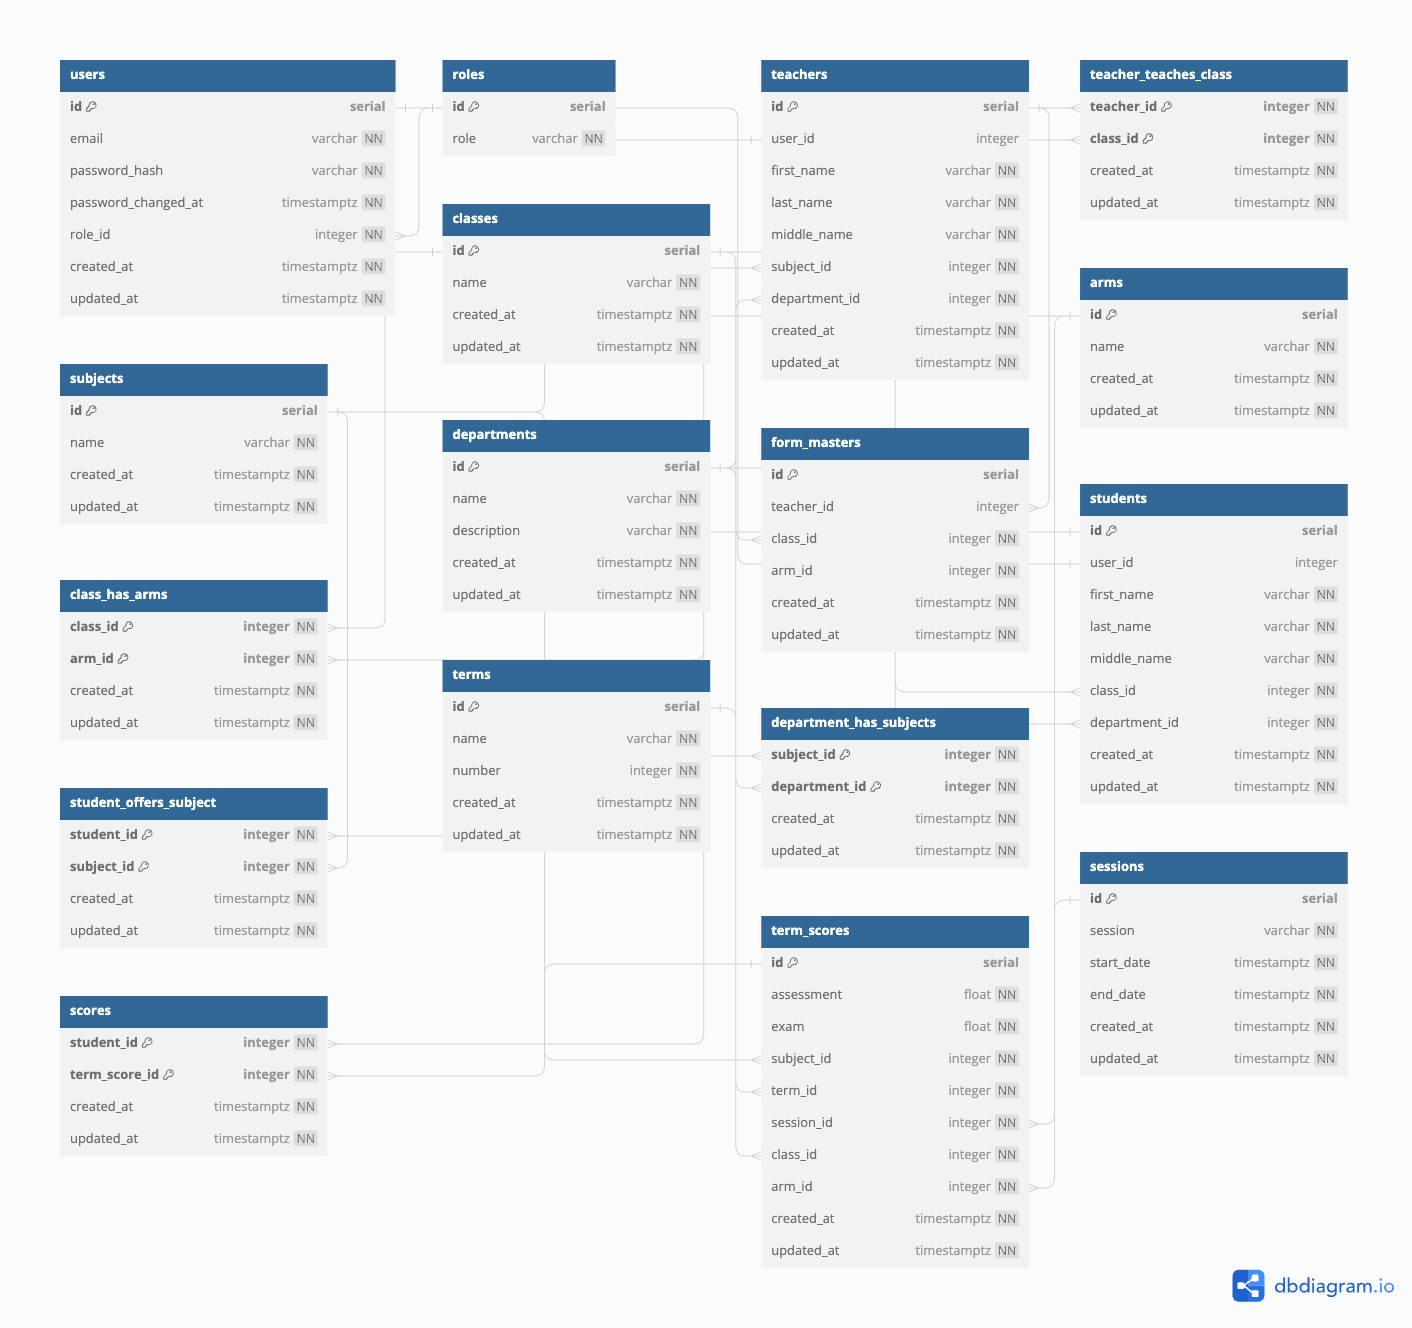 users
id serial
email varchar NN
password_hash varchar NN
password_changed_at timestamptz NN
role_id integer NN
created_at timestamptz NN
updated_at timestamptz NN
roles
id serial
role varchar NN
teachers
id serial
user_id integer
first_name varchar NN
last_name varchar NN
middle_name varchar NN
subject_id integer NN
department_id integer NN
created_at timestamptz NN
updated_at timestamptz NN
teacher_teaches_class
teacher_id integer NN
class_id integer NN
created_at timestamptz NN
updated_at timestamptz NN
classes
id serial
name varchar NN
created_at timestamptz NN
updated_at timestamptz NN
arms
id serial
name varchar NN
created_at timestamptz NN
updated_at timestamptz NN
subjects
id serial
name varchar NN
created_at timestamptz NN
updated_at timestamptz NN
departments
id serial
name varchar NN
description varchar NN
created_at timestamptz NN
updated_at timestamptz NN
form_masters
id serial
teacher_id integer
class_id integer NN
arm_id integer NN
created_at timestamptz NN
updated_at timestamptz NN
students
id serial
user_id integer
first_name varchar NN
last_name varchar NN
middle_name varchar NN
class_id integer NN
department_id integer NN
created_at timestamptz NN
updated_at timestamptz NN
class_has_arms
class_id integer NN
arm_id integer NN
created_at timestamptz NN
updated_at timestamptz NN
terms
id serial
name varchar NN
number integer NN
created_at timestamptz NN
updated_at timestamptz NN
department_has_subjects
subject_id integer NN
department_id integer NN
created_at timestamptz NN
updated_at timestamptz NN
student_offers_subject
student_id integer NN
subject_id integer NN
created_at timestamptz NN
updated_at timestamptz NN
sessions
id serial
session varchar NN
start_date timestamptz NN
end_date timestamptz NN
created_at timestamptz NN
updated_at timestamptz NN
term_scores
id serial
assessment float NN
exam float NN
subject_id integer NN
term_id integer NN
session_id integer NN
class_id integer NN
arm_id integer NN
created_at timestamptz NN
updated_at timestamptz NN
scores
student_id integer NN
term_score_id integer NN
created_at timestamptz NN
updated_at timestamptz NN
dbdiagram.io